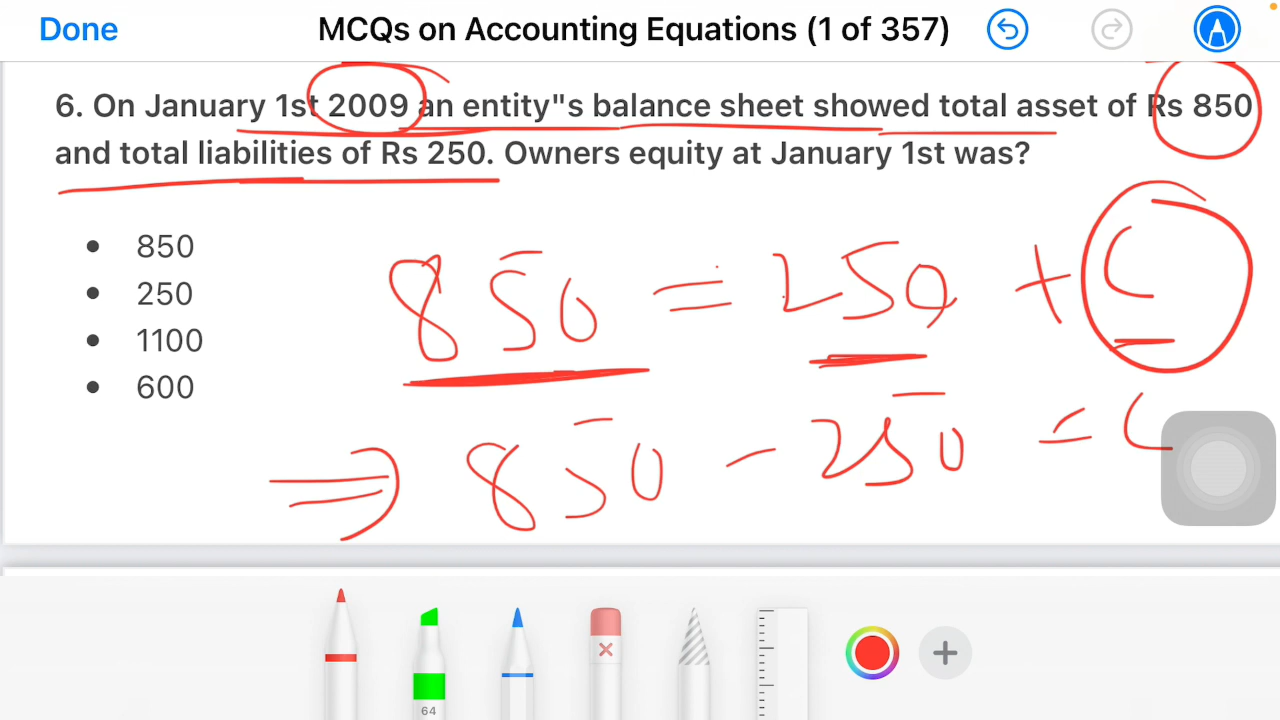 Done MCQs on Accounting Equations (1 of 357)
6. On January 1st 2009 an entity"s balance sheet showed total asset of Rs 850
and total liabilities of Rs 250. Owners equity at January 1st was?
• 850
• 250
• 1100
• 600
850 = 250 + C
⇒ 850 - 250 = C
64